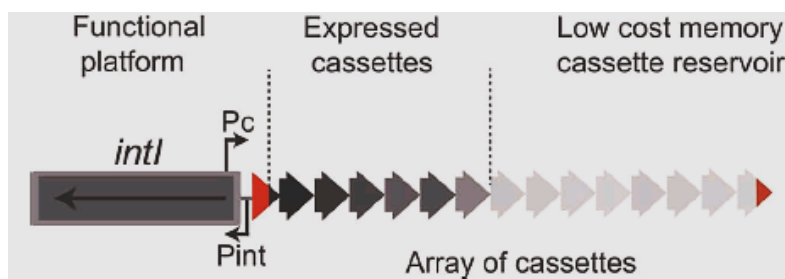 Functional
platform
Expressed
cassettes
Low cost memory
cassette reservoir
Pc
intI
Pint
Array of cassettes